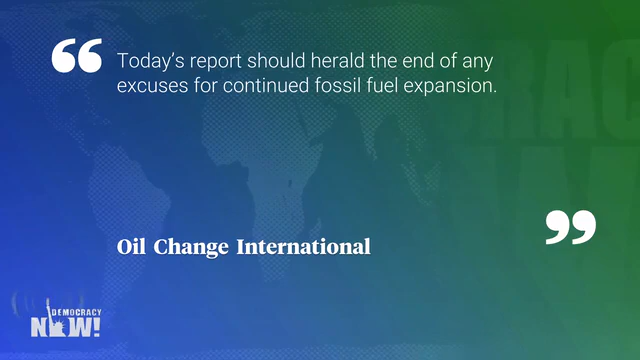 “
Today’s report should herald the end of any
excuses for continued fossil fuel expansion.
Oil Change International
”
DEMOCRACY
NOW!